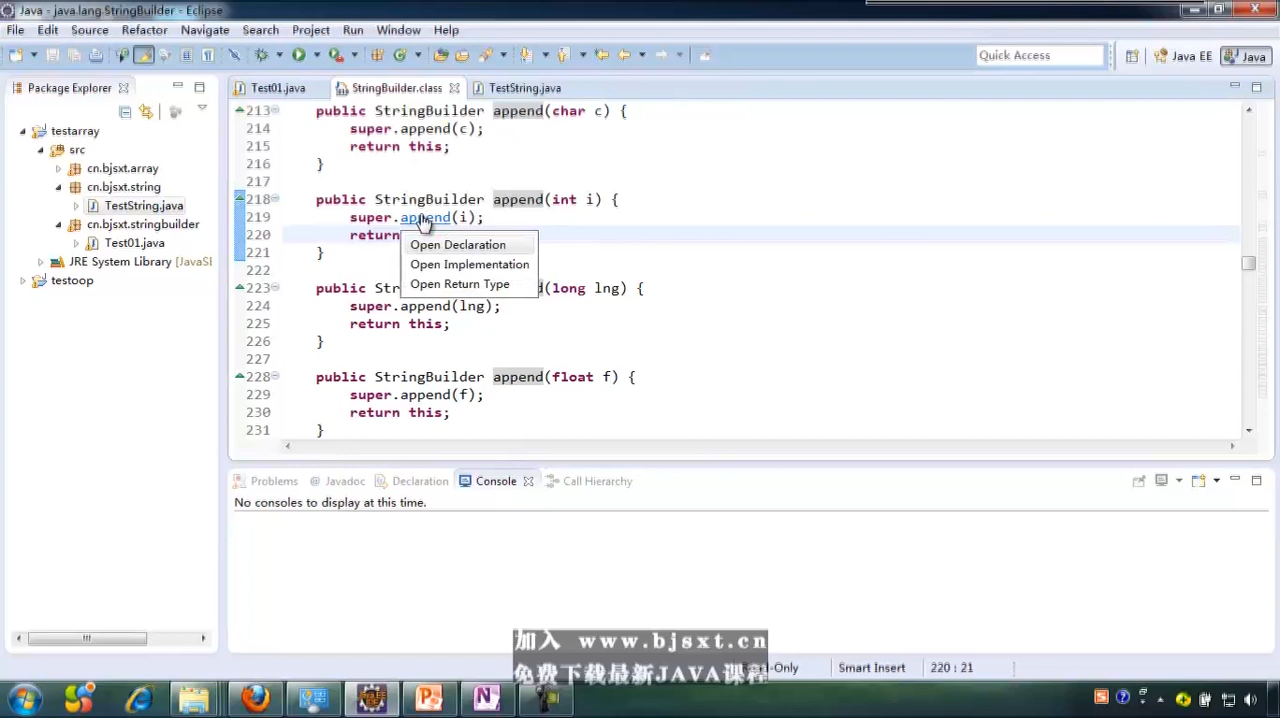 Java - java.lang.StringBuilder - Eclipse
File Edit Source Refactor Navigate Search Project Run Window Help
Quick Access Java EE Java
Package Explorer
testarray
src
cn.bjsxt.array
cn.bjsxt.string
TestString.java
cn.bjsxt.stringbuilder
Test01.java
JRE System Library [JavaSE
testoop
Test01.java StringBuilder.class TestString.java
213 public StringBuilder append(char c) {
214 super.append(c);
215 return this;
216 }
217
218 public StringBuilder append(int i) {
219 super.append(i);
220 return
221 }
222
223 public Str d(long lng) {
224 super.append(lng);
225 return this;
226 }
227
228 public StringBuilder append(float f) {
229 super.append(f);
230 return this;
231 }
Open Declaration
Open Implementation
Open Return Type
Problems @ Javadoc Declaration Console Call Hierarchy
No consoles to display at this time.
加入 www.bjsxt.cn
免费下载最新JAVA课程
-Only Smart Insert 220 : 21